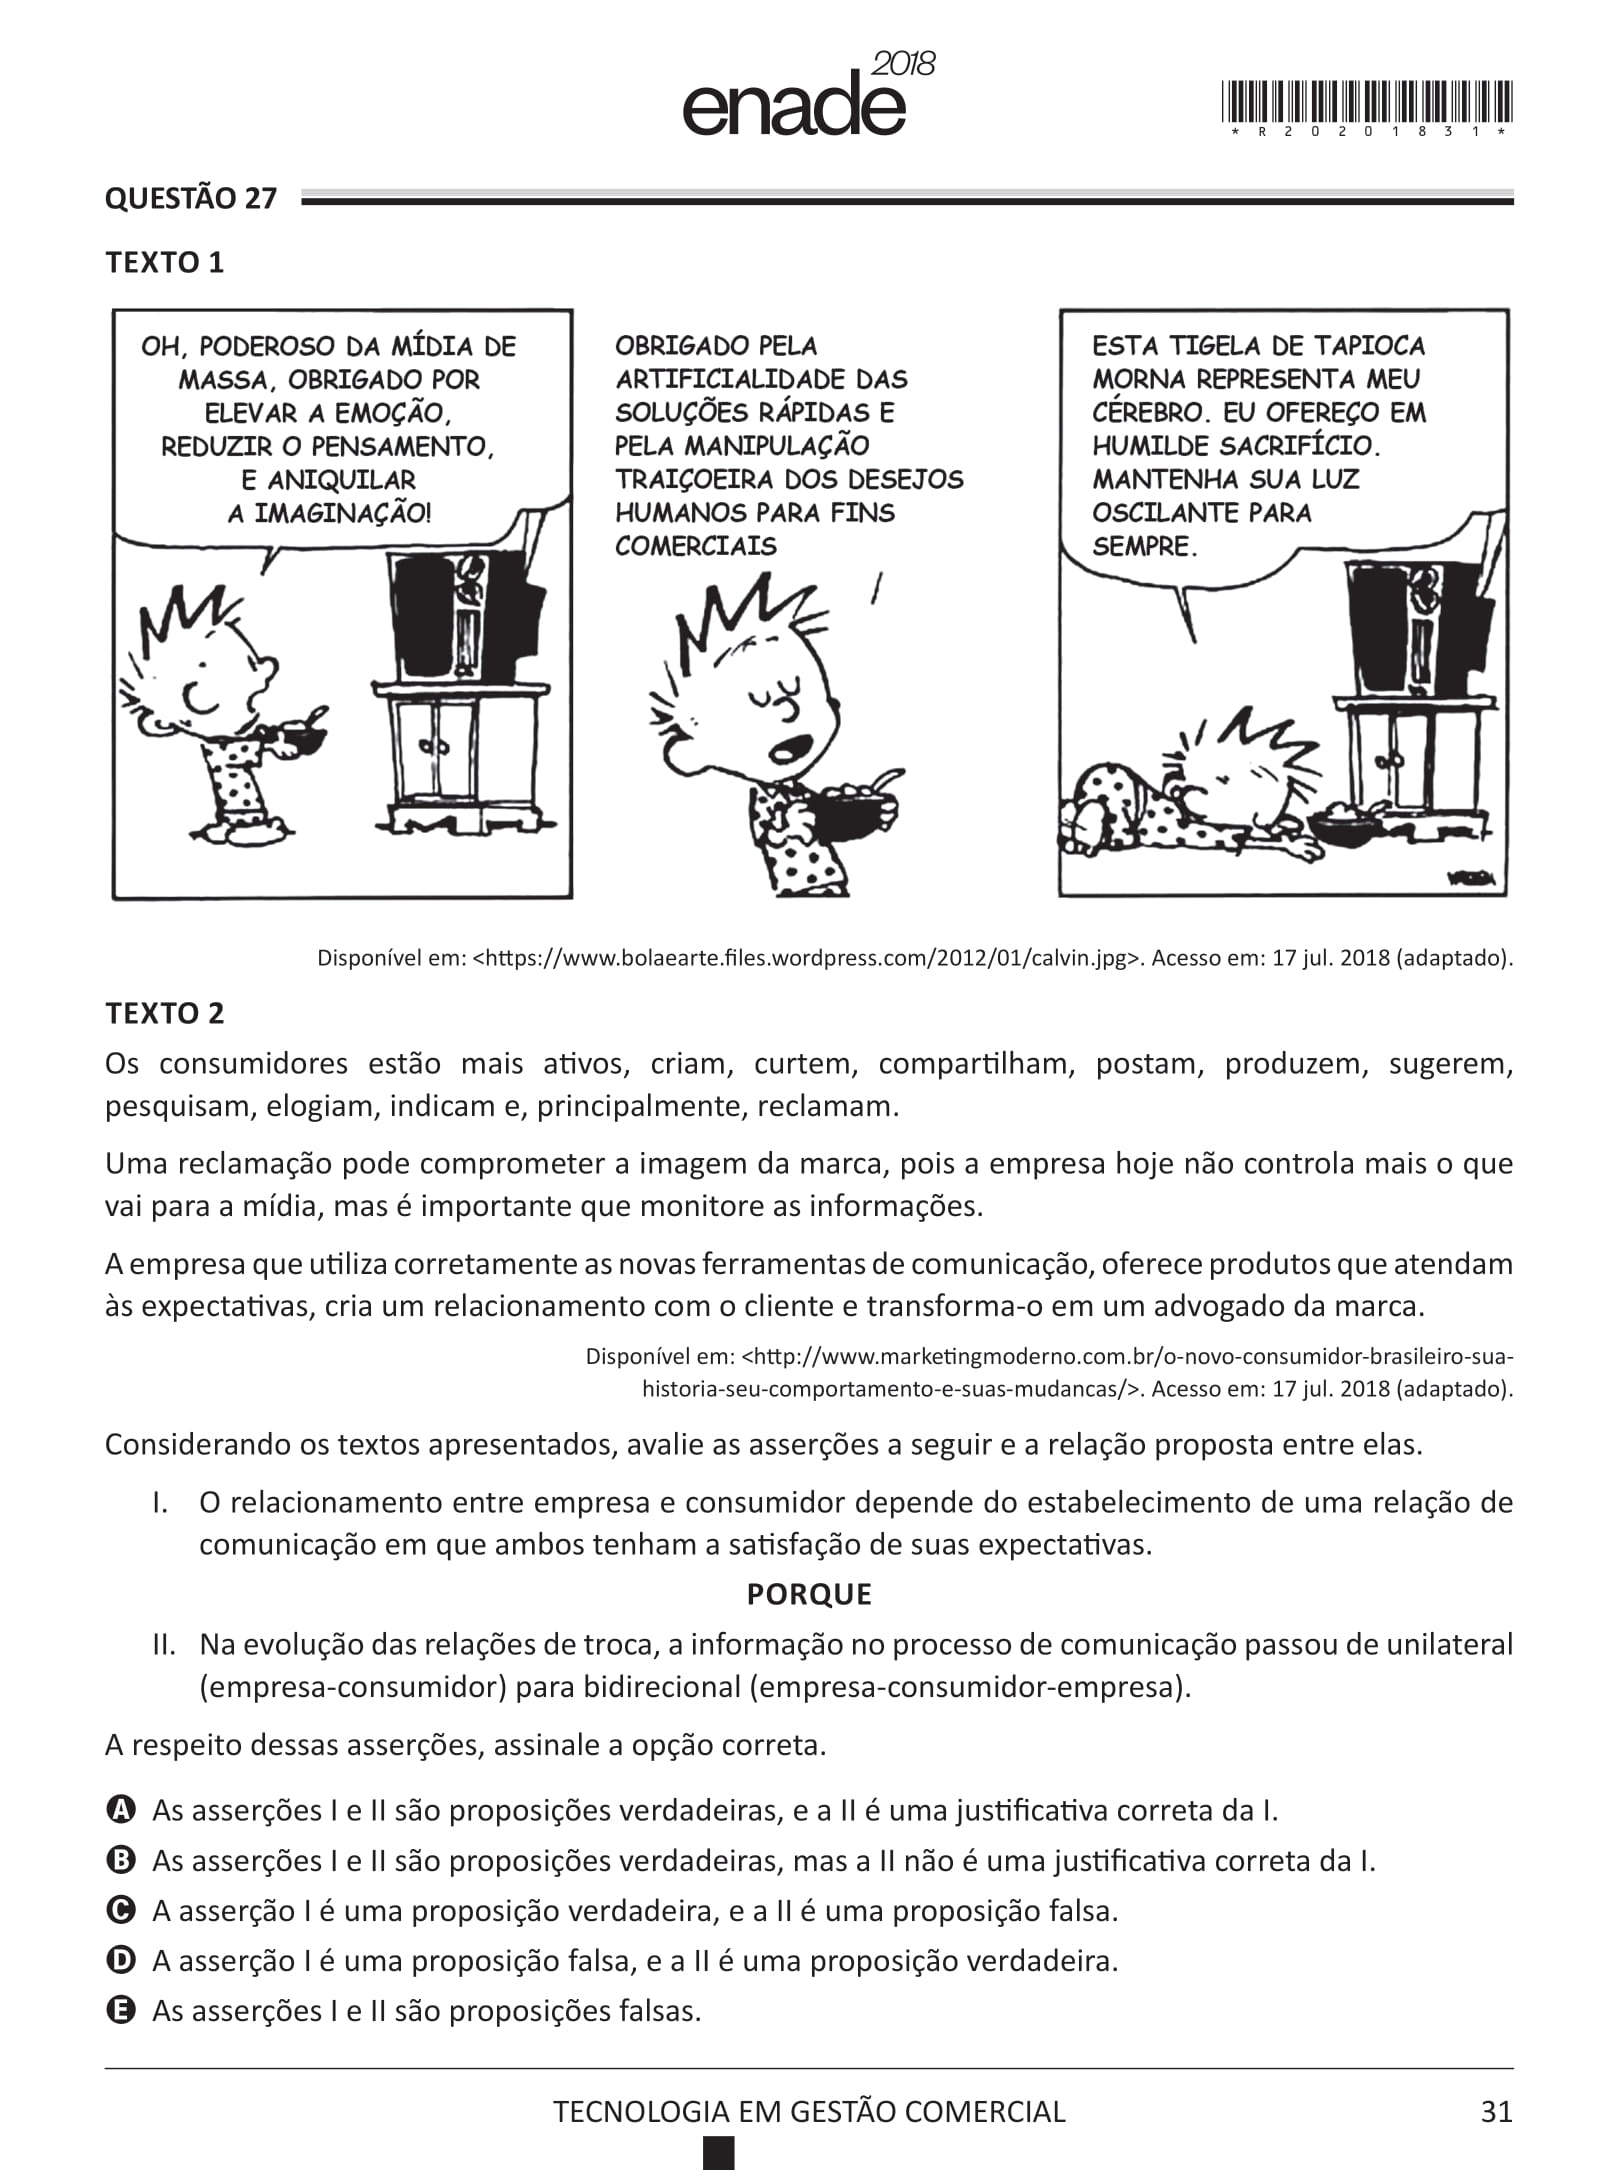 enade 2018
*R20201831*
QUESTÃO 27
TEXTO 1
OH, PODEROSO DA MÍDIA DE
MASSA, OBRIGADO POR
ELEVAR A EMOÇÃO,
REDUZIR O PENSAMENTO,
E ANIQUILAR
A IMAGINAÇÃO!
OBRIGADO PELA
ARTIFICIALIDADE DAS
SOLUÇÕES RÁPIDAS E
PELA MANIPULAÇÃO
TRAIÇOEIRA DOS DESEJOS
HUMANOS PARA FINS
COMERCIAIS
ESTA TIGELA DE TAPIOCA
MORNA REPRESENTA MEU
CÉREBRO. EU OFEREÇO EM
HUMILDE SACRIFÍCIO.
MANTENHA SUA LUZ
OSCILANTE PARA
SEMPRE.
Disponível em: <https://www.bolaearte.files.wordpress.com/2012/01/calvin.jpg>. Acesso em: 17 jul. 2018 (adaptado).
TEXTO 2
Os consumidores estão mais ativos, criam, curtem, compartilham, postam, produzem, sugerem,
pesquisam, elogiam, indicam e, principalmente, reclamam.
Uma reclamação pode comprometer a imagem da marca, pois a empresa hoje não controla mais o que
vai para a mídia, mas é importante que monitore as informações.
A empresa que utiliza corretamente as novas ferramentas de comunicação, oferece produtos que atendam
às expectativas, cria um relacionamento com o cliente e transforma-o em um advogado da marca.
Disponível em: <http://www.marketingmoderno.com.br/o-novo-consumidor-brasileiro-sua-
historia-seu-comportamento-e-suas-mudancas/>. Acesso em: 17 jul. 2018 (adaptado).
Considerando os textos apresentados, avalie as asserções a seguir e a relação proposta entre elas.
I. O relacionamento entre empresa e consumidor depende do estabelecimento de uma relação de
comunicação em que ambos tenham a satisfação de suas expectativas.
PORQUE
II. Na evolução das relações de troca, a informação no processo de comunicação passou de unilateral
(empresa-consumidor) para bidirecional (empresa-consumidor-empresa).
A respeito dessas asserções, assinale a opção correta.
A As asserções I e II são proposições verdadeiras, e a II é uma justificativa correta da I.
B As asserções I e II são proposições verdadeiras, mas a II não é uma justificativa correta da I.
C A asserção I é uma proposição verdadeira, e a II é uma proposição falsa.
D A asserção I é uma proposição falsa, e a II é uma proposição verdadeira.
E As asserções I e II são proposições falsas.
TECNOLOGIA EM GESTÃO COMERCIAL
31